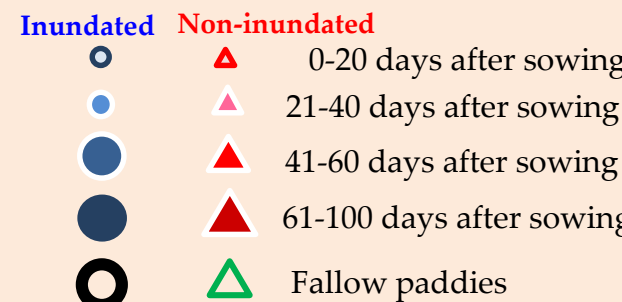 Inundated Non-inundated
0-20 days after sowing
21-40 days after sowing
41-60 days after sowing
61-100 days after sowing
Fallow paddies